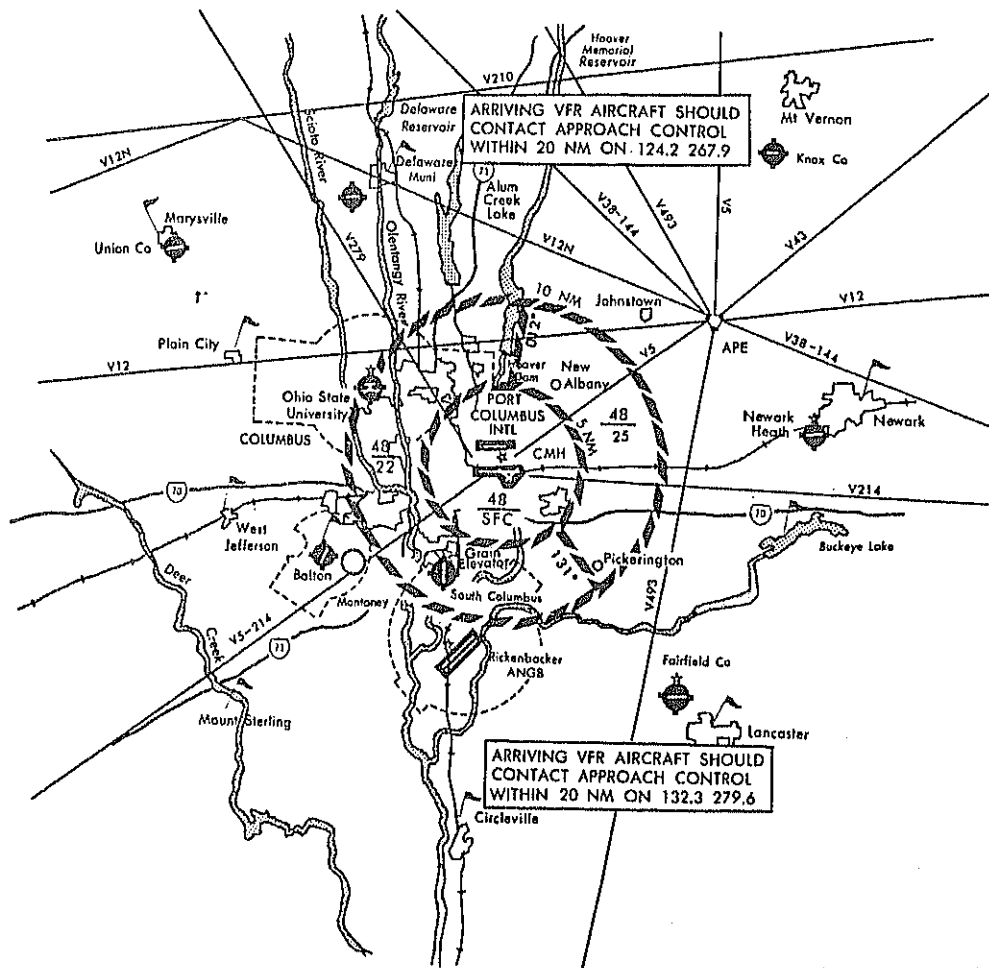 Hoover
Memorial
Reservoir
V210
ARRIVING VFR AIRCRAFT SHOULD
CONTACT APPROACH CONTROL
WITHIN 20 NM ON 124.2 267.9
Mt Vernon
Knox Co
Delaware
Reservoir
Delaware
Muni
71
Alum
Creek
Lake
Scioto River
V12N
Marysville
Union Co
V279
Olentangy River
V38-144
V493
V5
V43
V12N
10 NM
Johnstown
V12
APE
V38-144
Plain City
V12
012°
V5
New
Albany
Ohio State
University
PORT
COLUMBUS
INTL
COLUMBUS
48
25
5 NM
Newark
Heath
Newark
48
22
CMH
V214
70
48
SFC
70
West
Jefferson
Buckeye Lake
Bolton
Grain
Elevator
131°
Pickerington
South Columbus
Deer
Creek
V5-214
V493
71
Rickenbacker
ANGB
Fairfield Co
Mount Sterling
Lancaster
ARRIVING VFR AIRCRAFT SHOULD
CONTACT APPROACH CONTROL
WITHIN 20 NM ON 132.3 279.6
Circleville